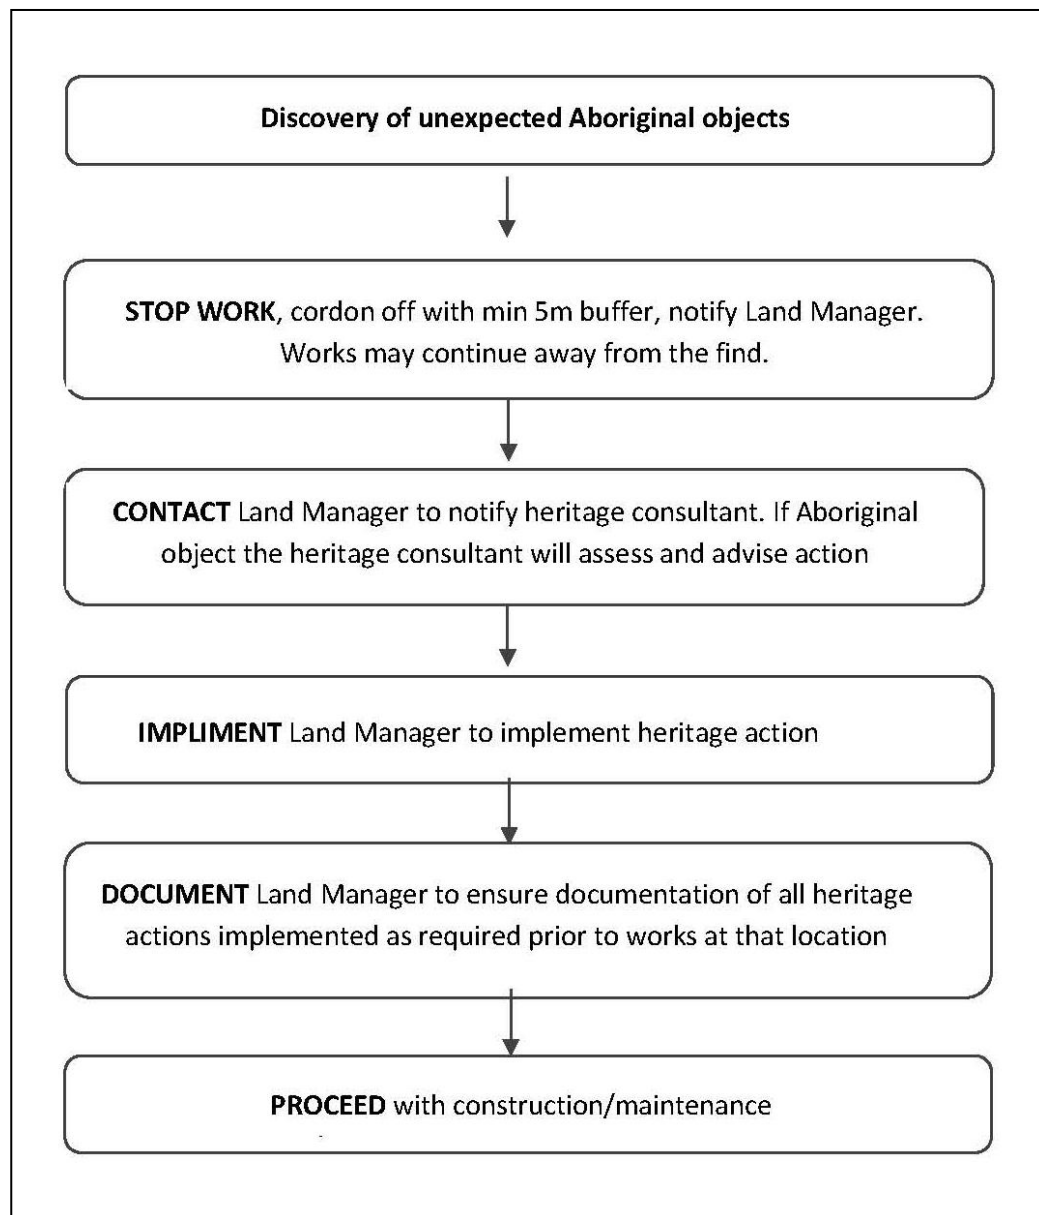 Discovery of unexpected Aboriginal objects
STOP WORK, cordon off with min 5m buffer, notify Land Manager.
Works may continue away from the find.
CONTACT Land Manager to notify heritage consultant. If Aboriginal
object the heritage consultant will assess and advise action
IMPLIMENT Land Manager to implement heritage action
DOCUMENT Land Manager to ensure documentation of all heritage
actions implemented as required prior to works at that location
PROCEED with construction/maintenance